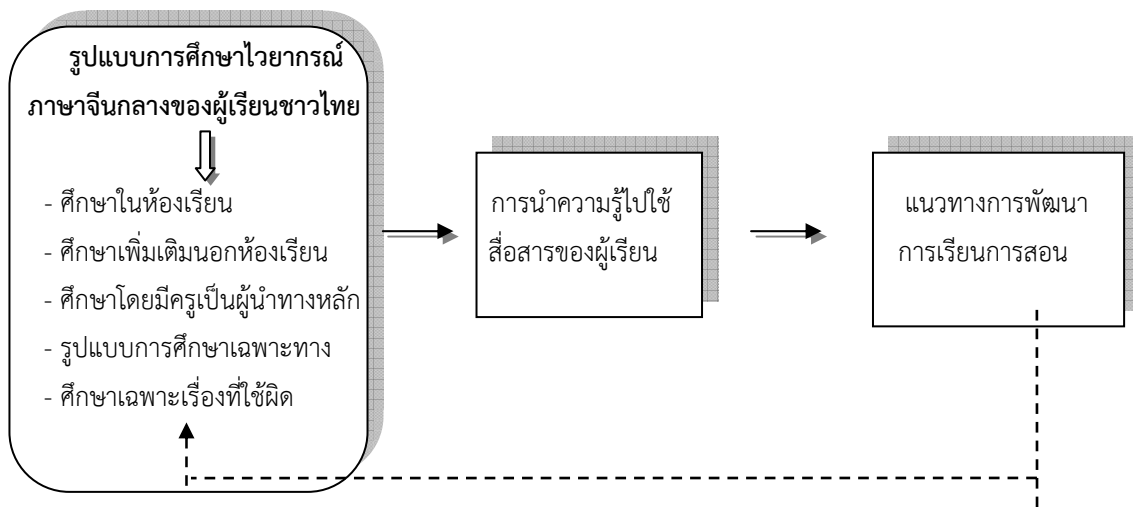 รูปแบบการศึกษาไวยากรณ์
ภาษาจีนกลางของผู้เรียนชาวไทย
- ศึกษาในห้องเรียน
- ศึกษาเพิ่มเติมนอกห้องเรียน
- ศึกษาโดยมีครูเป็นผู้นำทางหลัก
- รูปแบบการศึกษาเฉพาะทาง
- ศึกษาเฉพาะเรื่องที่ใช้ผิด
การนำความรู้ไปใช้
สื่อสารของผู้เรียน
แนวทางการพัฒนา
การเรียนการสอน